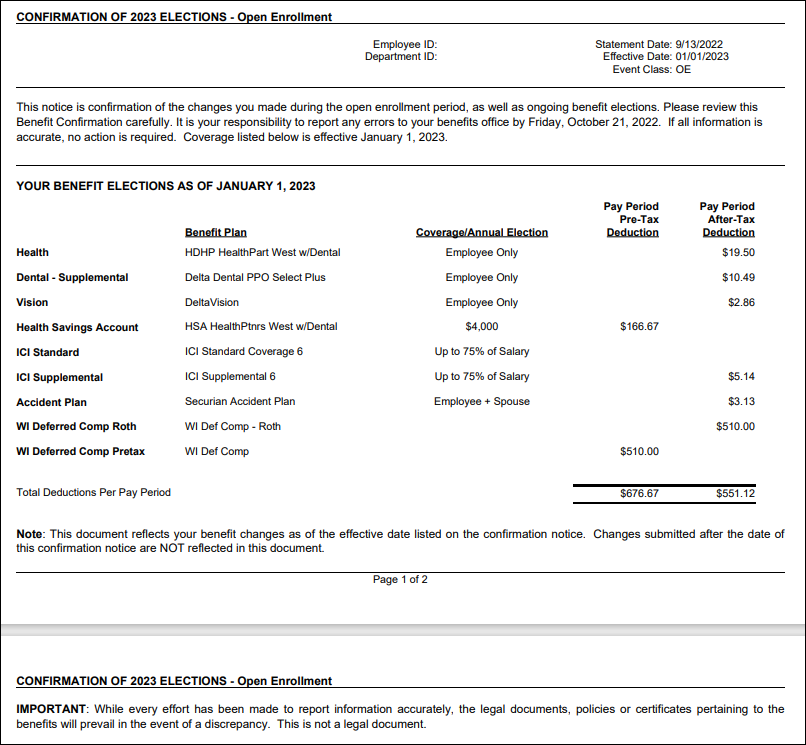 CONFIRMATION OF 2023 ELECTIONS - Open Enrollment
Employee ID: Statement Date: 9/13/2022
Department ID: Effective Date: 01/01/2023
Event Class: OE
This notice is confirmation of the changes you made during the open enrollment period, as well as ongoing benefit elections. Please review this
Benefit Confirmation carefully. It is your responsibility to report any errors to your benefits office by Friday, October 21, 2022. If all information is
accurate, no action is required. Coverage listed below is effective January 1, 2023.
YOUR BENEFIT ELECTIONS AS OF JANUARY 1, 2023
Pay Period Pay Period
Pre-Tax After-Tax
Benefit Plan Coverage/Annual Election Deduction Deduction
Health HDHP HealthPart West w/Dental Employee Only $19.50
Dental - Supplemental Delta Dental PPO Select Plus Employee Only $10.49
Vision DeltaVision Employee Only $2.86
Health Savings Account HSA HealthPtnrs West w/Dental $4,000 $166.67
ICI Standard ICI Standard Coverage 6 Up to 75% of Salary
ICI Supplemental ICI Supplemental 6 Up to 75% of Salary $5.14
Accident Plan Securian Accident Plan Employee + Spouse $3.13
WI Deferred Comp Roth WI Def Comp - Roth $510.00
WI Deferred Comp Pretax WI Def Comp $510.00
Total Deductions Per Pay Period $676.67 $551.12
Note: This document reflects your benefit changes as of the effective date listed on the confirmation notice. Changes submitted after the date of
this confirmation notice are NOT reflected in this document.
Page 1 of 2
CONFIRMATION OF 2023 ELECTIONS - Open Enrollment
IMPORTANT: While every effort has been made to report information accurately, the legal documents, policies or certificates pertaining to the
benefits will prevail in the event of a discrepancy. This is not a legal document.